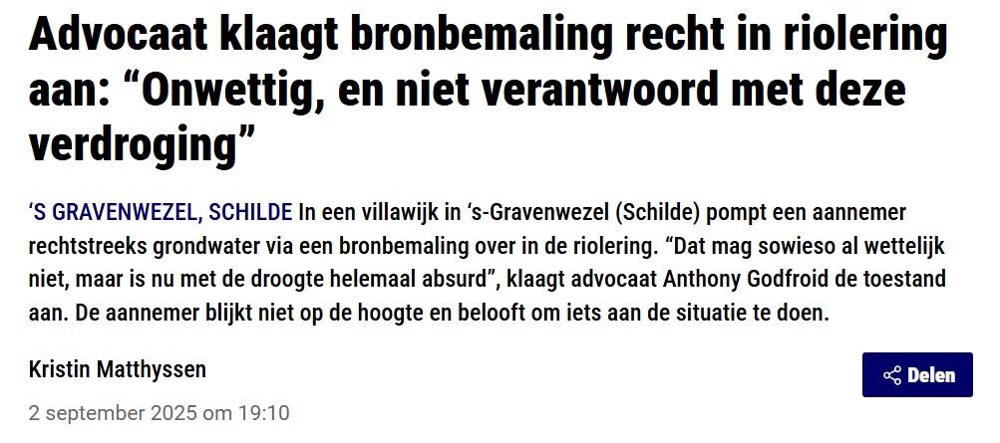 Advocaat klaagt bronbemaling recht in riolering
aan: “Onwettig, en niet verantwoord met deze
verdroging”
‘S GRAVENWEZEL, SCHILDE In een villawijk in ‘s-Gravenwezel (Schilde) pompt een aannemer
rechtstreeks grondwater via een bronbemaling over in de riolering. “Dat mag sowieso al wettelijk
niet, maar is nu met de droogte helemaal absurd”, klaagt advocaat Anthony Godfroid de toestand
aan. De aannemer blijkt niet op de hoogte en belooft om iets aan de situatie te doen.
Kristin Matthyssen
Delen
2 september 2025 om 19:10